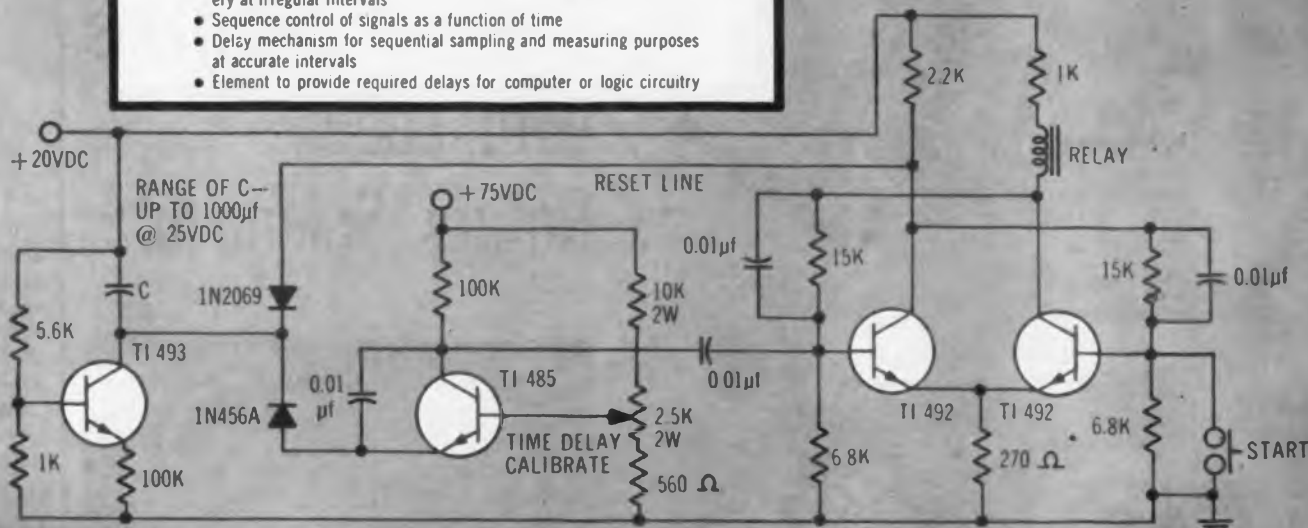 ery at irregular intervals
● Sequence control of signals as a function of time
● Delay mechanism for sequential sampling and measuring purposes
at accurate intervals
● Element to provide required delays for computer or logic circuitry
+20VDC
2.2K
1K
RELAY
RESET LINE
RANGE OF C—
UP TO 1000µf
@ 25VDC
+75VDC
C
1N2069
100K
10K
2W
0.01µf
15K
15K
0.01µf
5.6K
TI 493
1N456A
0.01
µf
TI 485
0.01µf
2.5K
2W
TIME DELAY
CALIBRATE
TI 492
TI 492
1K
100K
560 Ω
6.8K
270 Ω
6.8K
START